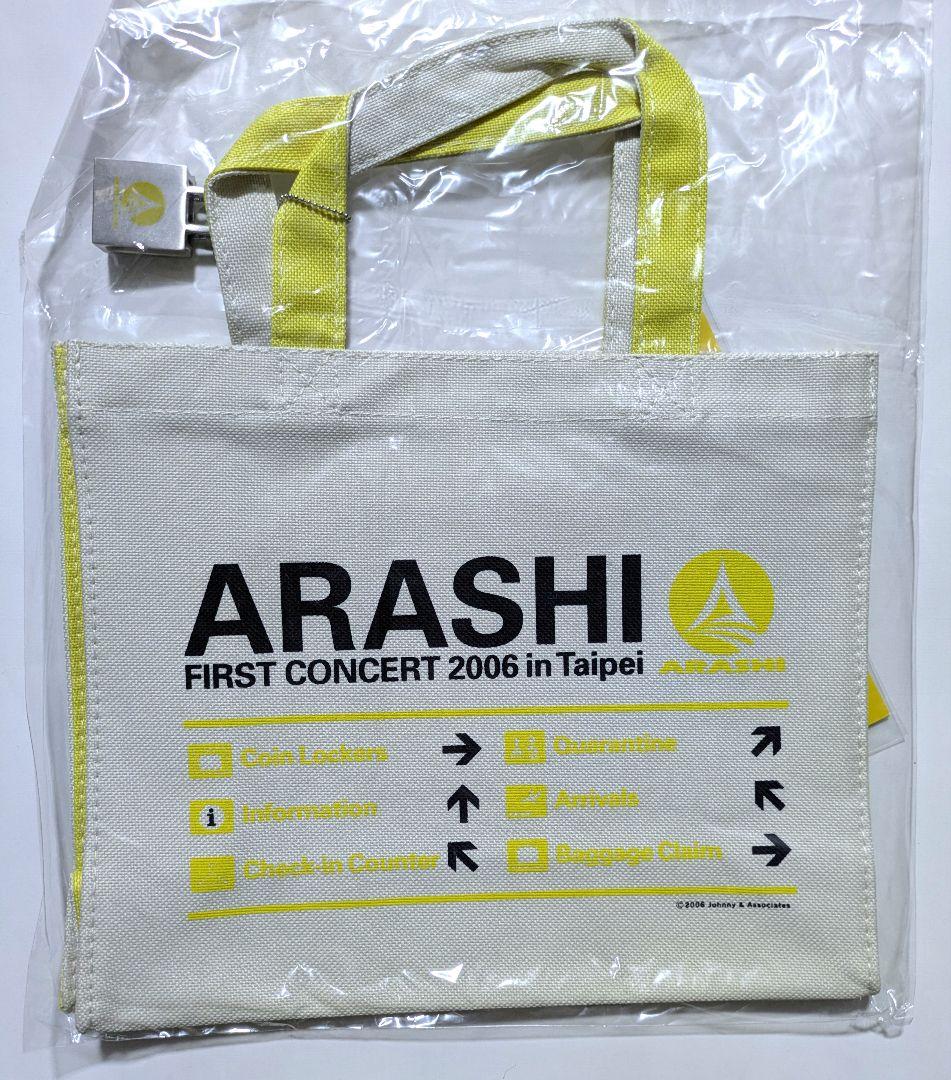 ARASHI
FIRST CONCERT 2006 in Taipei
ARASHI
Coin Lockers
Quarantine
i Information
Arrivals
Check-in Counter
Baggage Claim
©2006 Johnny & Associates